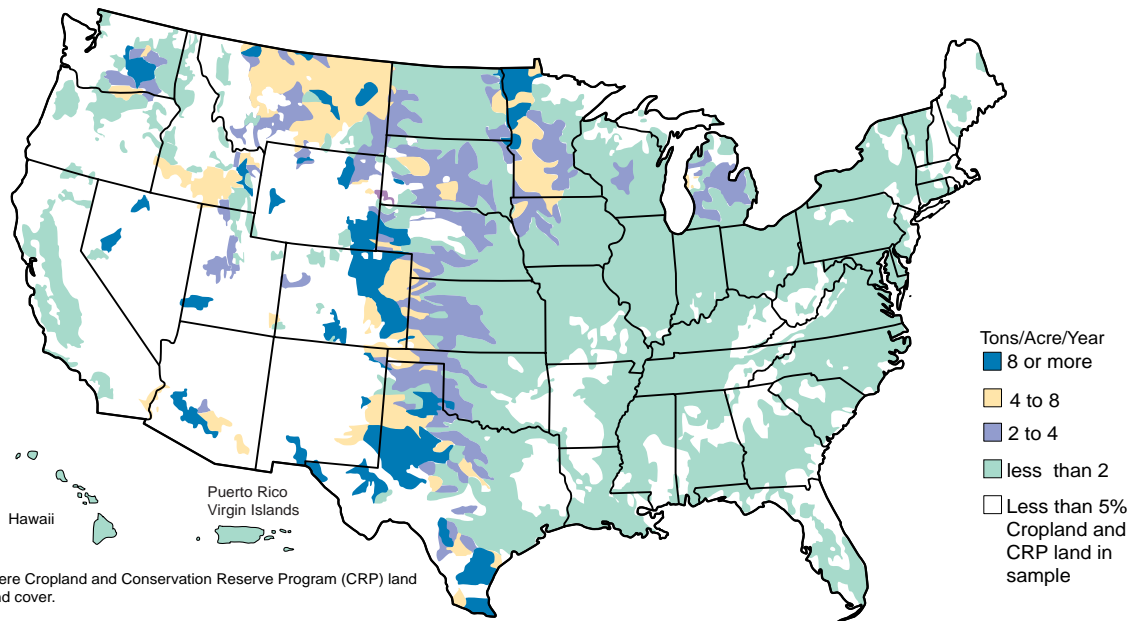 Tons/Acre/Year
8 or more
4 to 8
2 to 4
less than 2
Less than 5%
Cropland and
CRP land in
sample
Puerto Rico
Virgin Islands
Hawaii
ere Cropland and Conservation Reserve Program (CRP) land
nd cover.